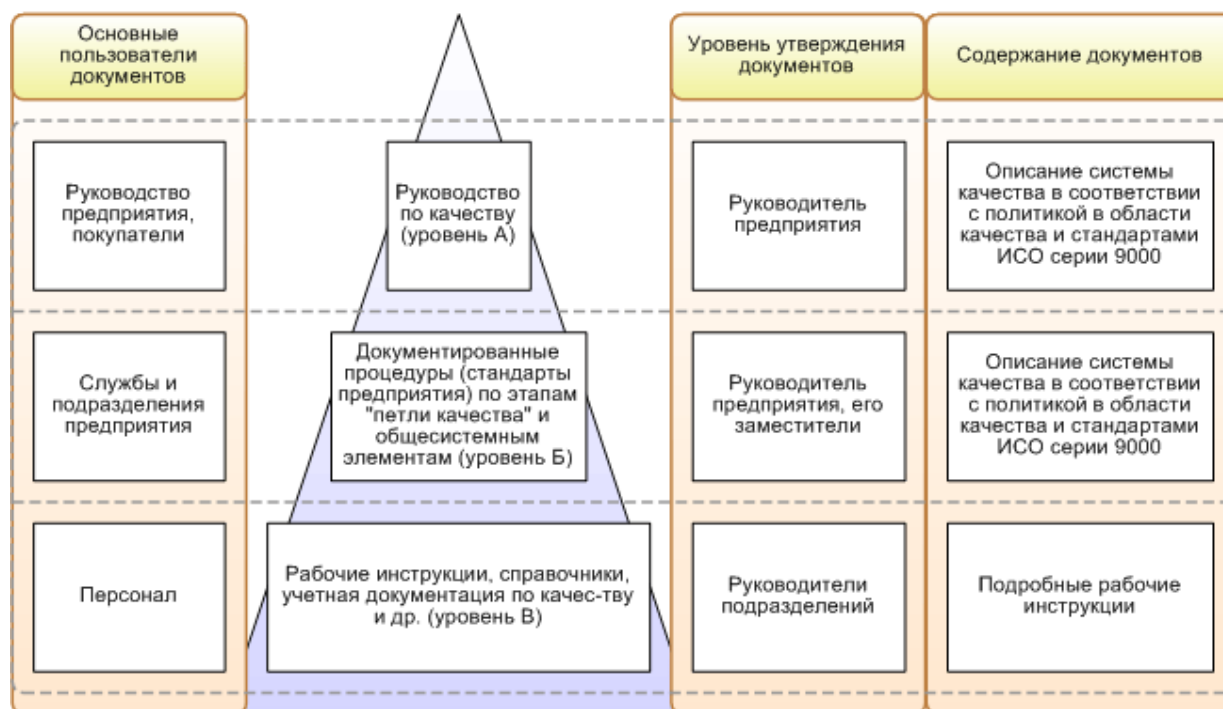 Основные
пользователи
документов
Уровень утверждения
документов
Содержание документов
Руководство
предприятия,
покупатели
Руководство
по качеству
(уровень А)
Руководитель
предприятия
Описание системы
качества в соответствии
с политикой в области
качества и стандартами
ИСО серии 9000
Службы и
подразделения
предприятия
Документированные
процедуры (стандарты
предприятия) по этапам
"петли качества" и
общесистемным
элементам (уровень Б)
Руководитель
предприятия, его
заместители
Описание системы
качества в соответствии
с политикой в области
качества и стандартами
ИСО серии 9000
Персонал
Рабочие инструкции, справочники,
учетная документация по качес-тву
и др. (уровень В)
Руководители
подразделений
Подробные рабочие
инструкции